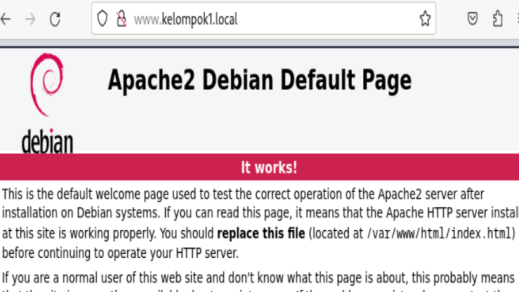 www.kelompok1.local
Apache2 Debian Default Page
debian
It works!
This is the default welcome page used to test the correct operation of the Apache2 server after
installation on Debian systems. If you can read this page, it means that the Apache HTTP server instal
at this site is working properly. You should replace this file (located at /var/www/html/index.html)
before continuing to operate your HTTP server.
If you are a normal user of this web site and don't know what this page is about, this probably means